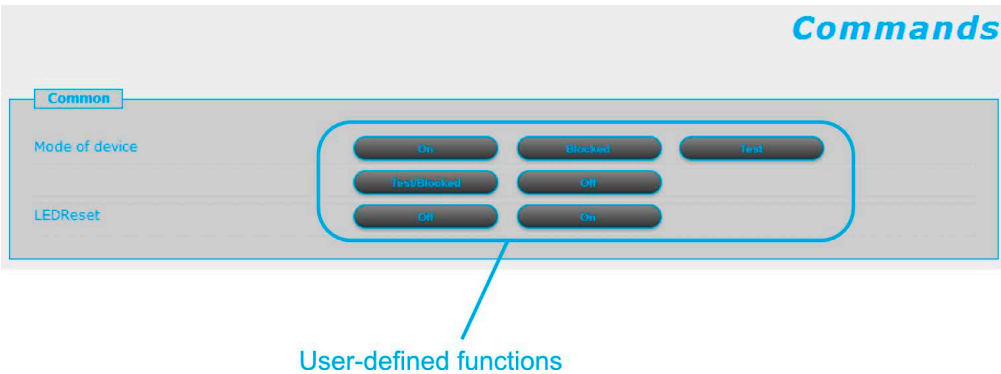 Commands
Common
Mode of device On Blocked Test
Test/Blocked Off
LEDReset Off On
User-defined functions